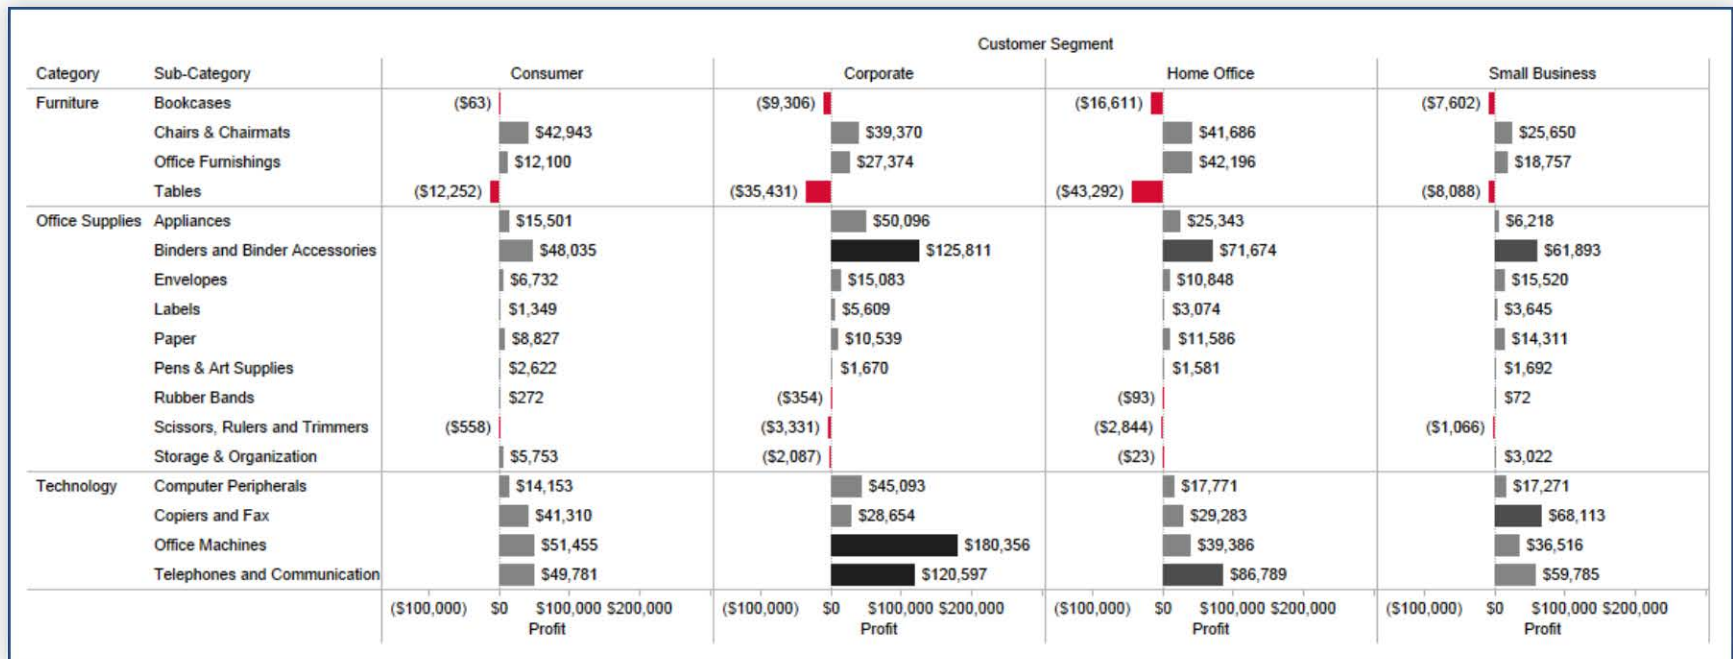 Customer Segment
Category Sub-Category Consumer Corporate Home Office Small Business
Furniture Bookcases ($63) ($9,306) ($16,611) ($7,602)
Chairs & Chairmats $42,943 $39,370 $41,686 $25,650
Office Furnishings $12,100 $27,374 $42,196 $18,757
Tables ($12,252) ($35,431) ($43,292) ($8,088)
Office Supplies Appliances $15,501 $50,096 $25,343 $6,218
Binders and Binder Accessories $48,035 $125,811 $71,674 $61,893
Envelopes $6,732 $15,083 $10,848 $15,520
Labels $1,349 $5,609 $3,074 $3,645
Paper $8,827 $10,539 $11,586 $14,311
Pens & Art Supplies $2,622 $1,670 $1,581 $1,692
Rubber Bands $272 ($354) ($93) $72
Scissors, Rulers and Trimmers ($558) ($3,331) ($2,844) ($1,066)
Storage & Organization $5,753 ($2,087) ($23) $3,022
Technology Computer Peripherals $14,153 $45,093 $17,771 $17,271
Copiers and Fax $41,310 $28,654 $29,283 $68,113
Office Machines $51,455 $180,356 $39,386 $36,516
Telephones and Communication $49,781 $120,597 $86,789 $59,785
($100,000) $0 $100,000 $200,000 ($100,000) $0 $100,000 $200,000 ($100,000) $0 $100,000 $200,000 ($100,000) $0 $100,000 $200,000
Profit Profit Profit Profit